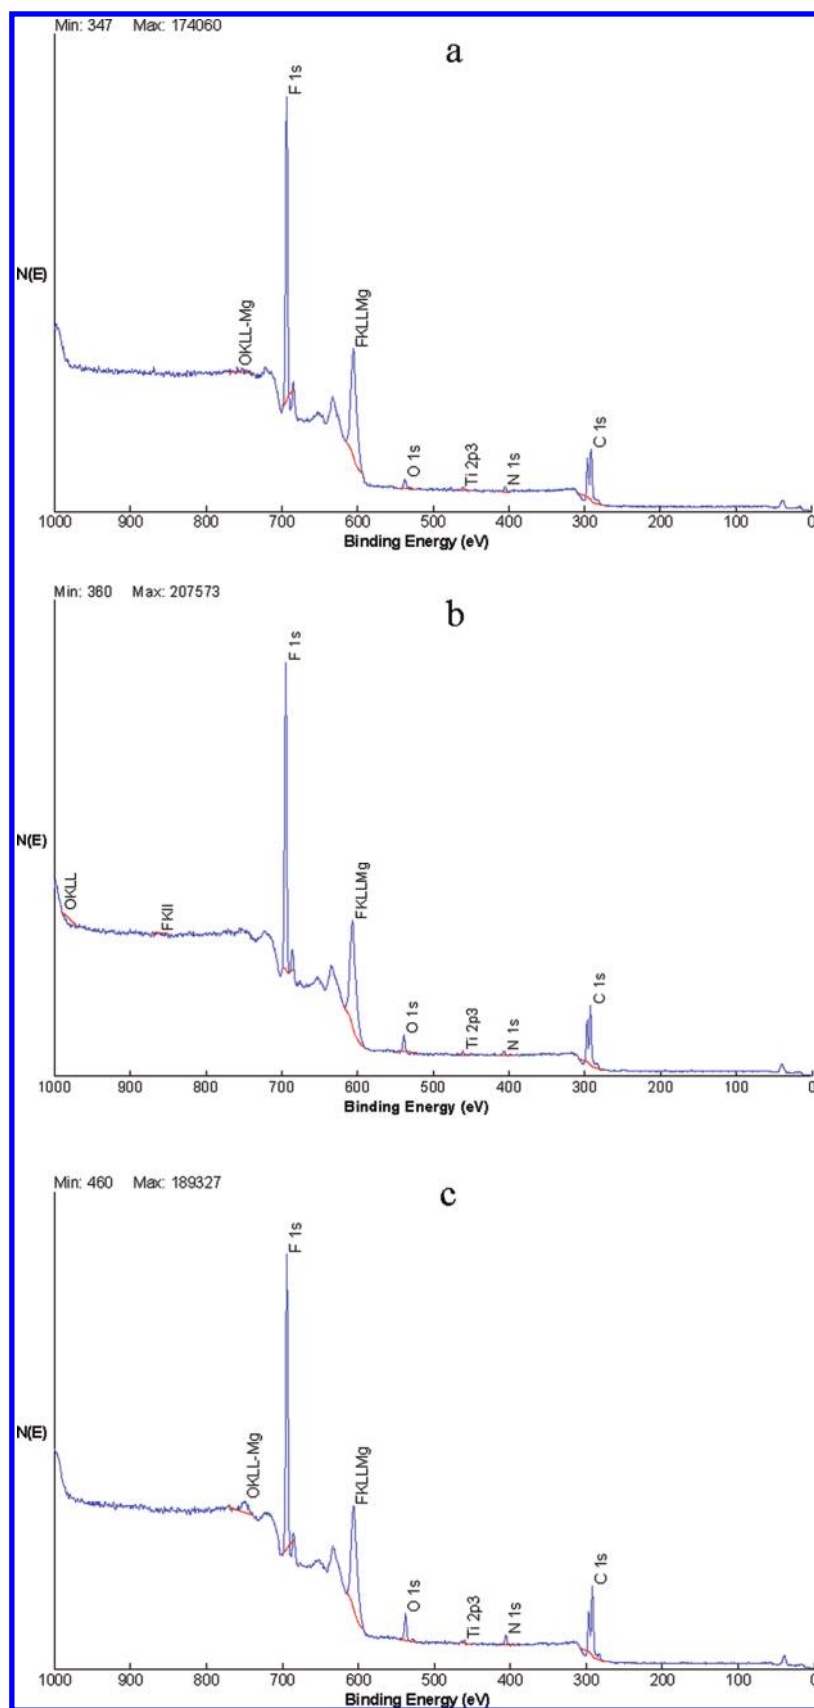 Min: 347 Max: 174060
a
F 1s
N(E)
OKLL-Mg
FKLLMg
O 1s
Ti 2p3
N 1s
C 1s
1000 900 800 700 600 500 400 300 200 100 0
Binding Energy (eV)
Min: 360 Max: 207573
b
F 1s
N(E)
OKLL
FKll
FKLLMg
O 1s
Ti 2p3
N 1s
C 1s
1000 900 800 700 600 500 400 300 200 100 0
Binding Energy (eV)
Min: 460 Max: 189327
c
F 1s
N(E)
OKLL-Mg
FKLLMg
O 1s
Ti 2p3
N 1s
C 1s
1000 900 800 700 600 500 400 300 200 100 0
Binding Energy (eV)